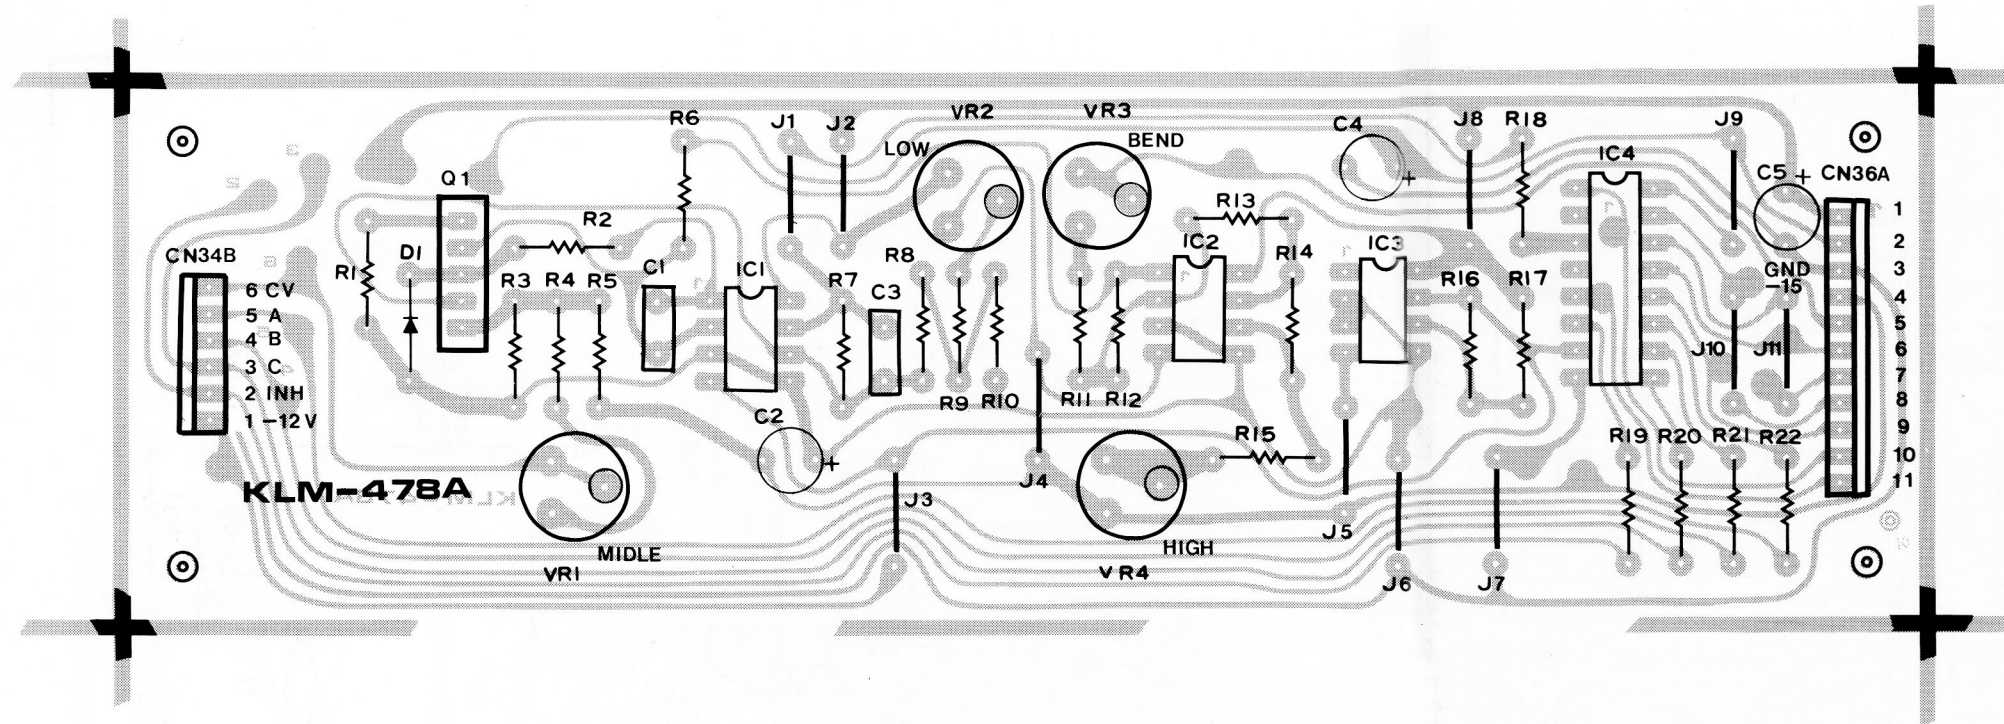 R6
J1
J2
VR2
VR3
C4
J8
R18
J9
LOW
BEND
IC4
Q1
C5 +
CN36A
+
R2
R13
1
2
3
4
5
6
7
8
9
10
11
CN34B
R1
D1
R3
R4
R5
C1
IC1
R7
C3
R8
IC2
R14
IC3
R16
R17
GND
-15
6 CV
5 A
4 B
3 C
2 INH
1 -12V
J10
J11
R9
R10
R11
R12
C2
+
R15
R19
R20
R21
R22
J4
KLM-478A
J3
J5
MIDLE
HIGH
VR1
VR4
J6
J7